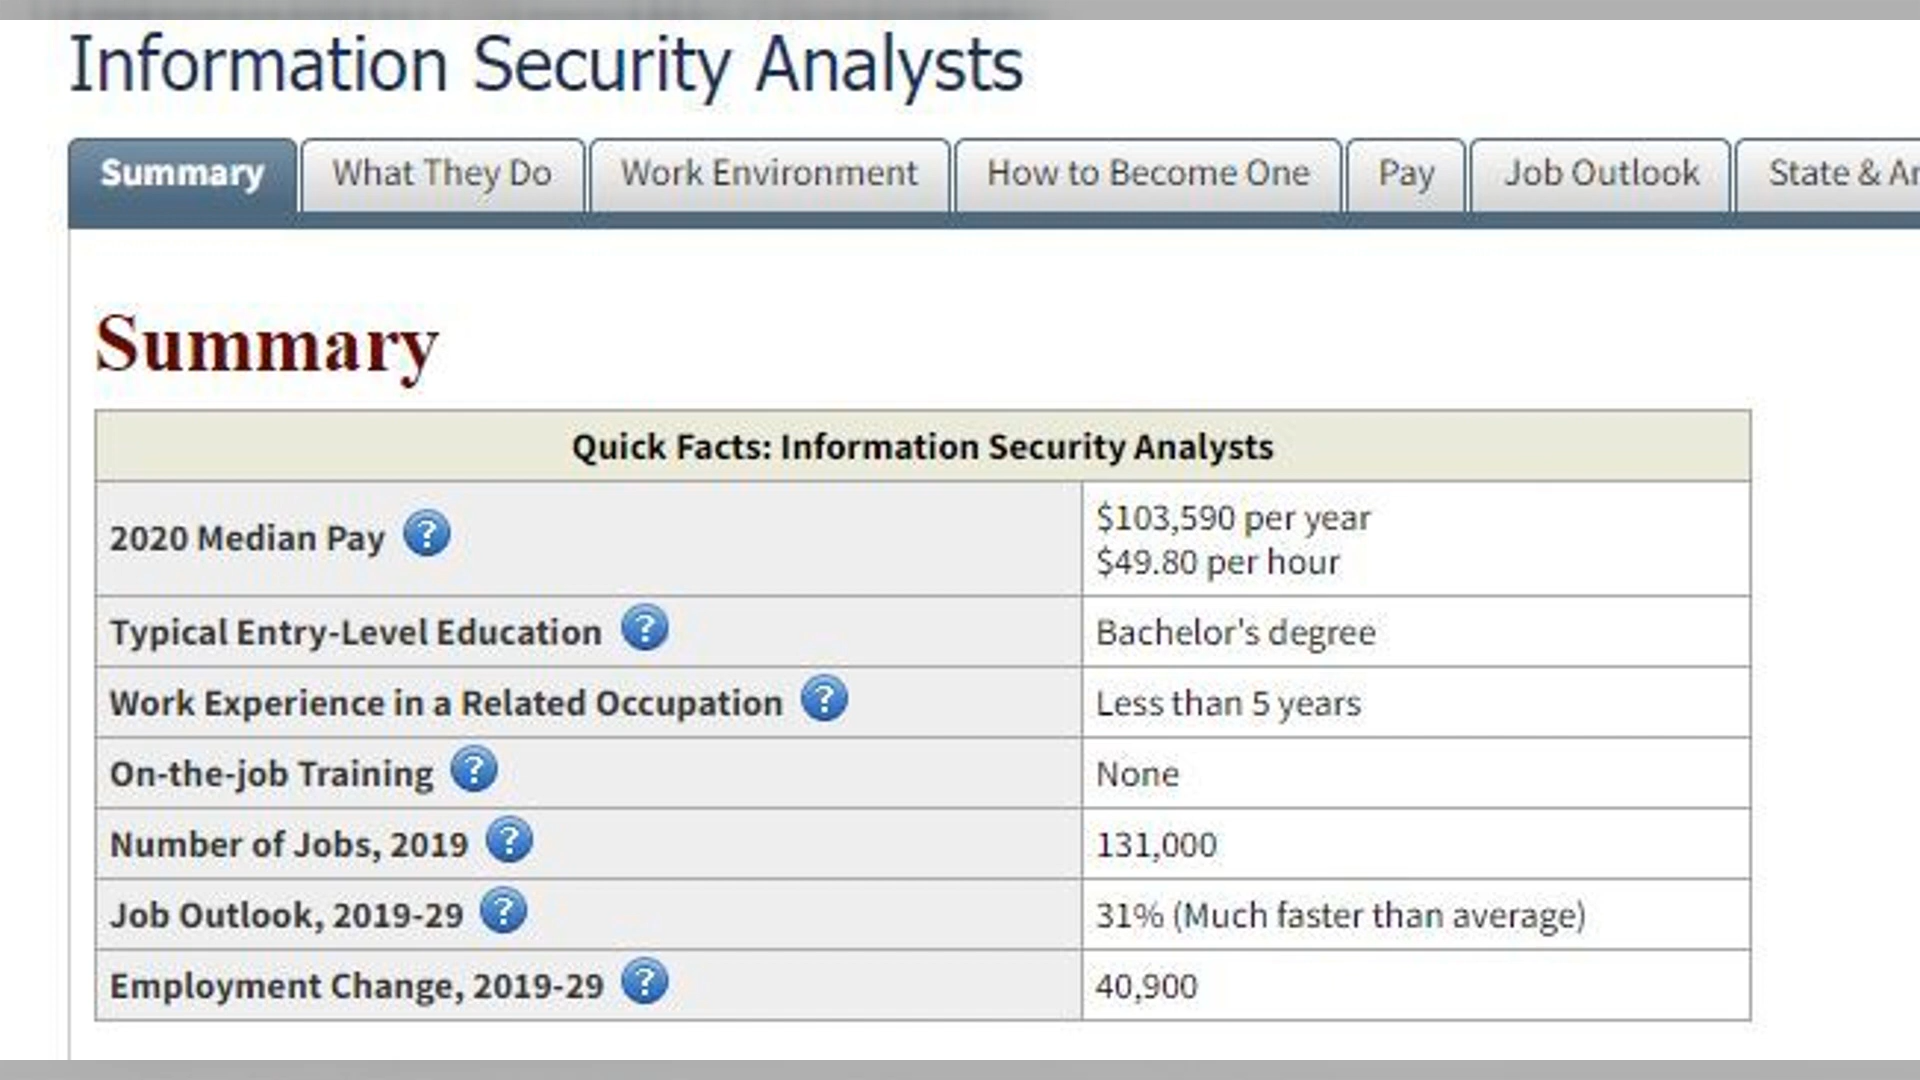 Information Security Analysts
Summary What They Do Work Environment How to Become One Pay Job Outlook State &
Summary
Quick Facts: Information Security Analysts
2020 Median Pay ? $103,590 per year
$49.80 per hour
Typical Entry-Level Education ? Bachelor's degree
Work Experience in a Related Occupation ? Less than 5 years
On-the-job Training ? None
Number of Jobs, 2019 ? 131,000
Job Outlook, 2019-29 ? 31% (Much faster than average)
Employment Change, 2019-29 ? 40,900